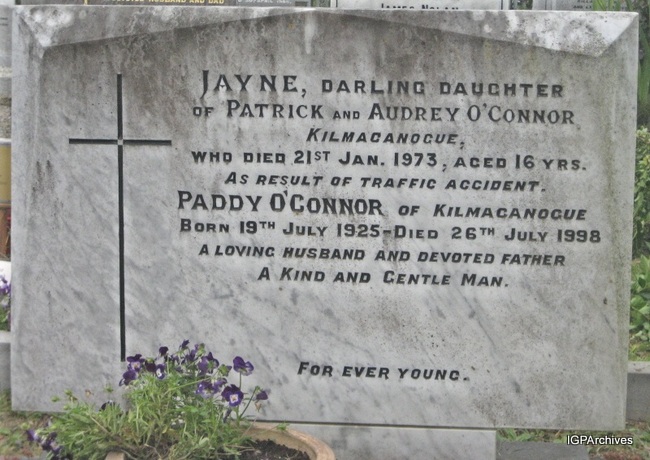 JAMES NOLAN
JAYNE, DARLING DAUGHTER
OF PATRICK AND AUDREY O'CONNOR
KILMACANOGUE,
WHO DIED 21ST JAN. 1973, AGED 16 YRS.
AS RESULT OF TRAFFIC ACCIDENT.
PADDY O'CONNOR OF KILMACANOGUE
BORN 19TH JULY 1925-DIED 26TH JULY 1998
A LOVING HUSBAND AND DEVOTED FATHER
A KIND AND GENTLE MAN.
FOR EVER YOUNG.
IGPArchives